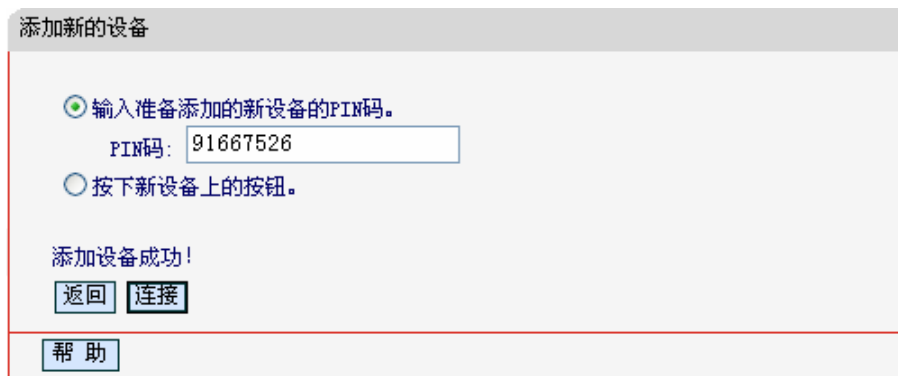 添加新的设备
输入准备添加的新设备的PIN码。
PIN码: 91667526
按下新设备上的按钮。
添加设备成功!
返回 连接
帮 助